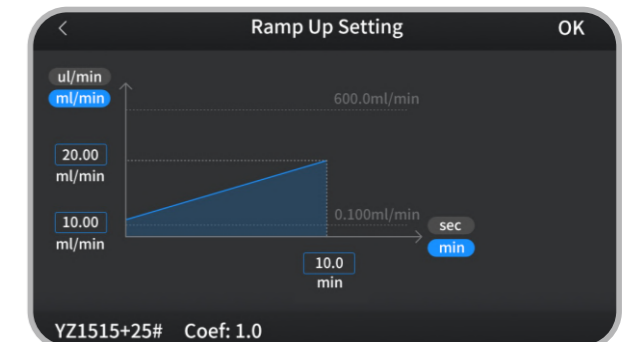 < Ramp Up Setting OK
ul/min
ml/min
600.0ml/min
20.00
ml/min
0.100ml/min
10.00
ml/min
sec
min
10.0
min
YZ1515+25# Coef: 1.0